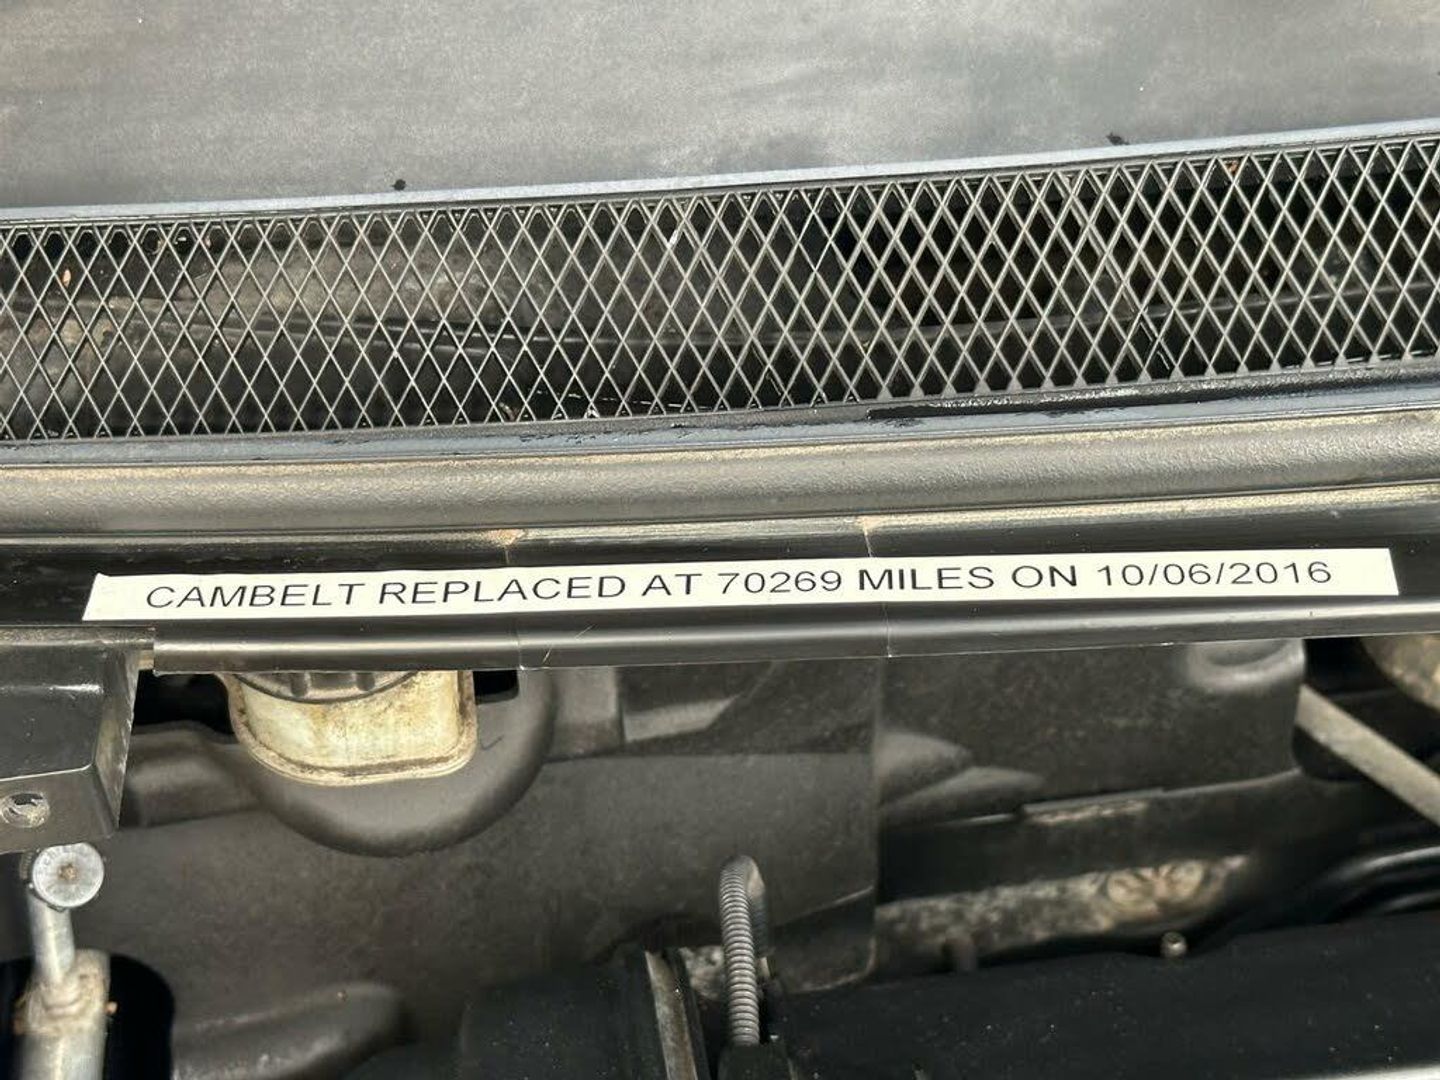 CAMBELT REPLACED AT 70269 MILES ON 10/06/2016